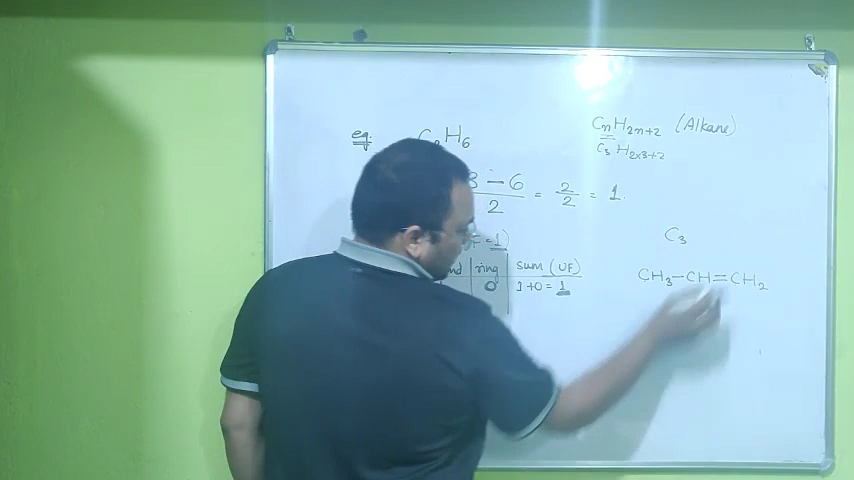 eg. C3H6
CnH2n+2 (Alkane)
C3 H2x3+2
8 - 6 / 2 = 2/2 = 1.
= 1)
C3
ring sum (UF)
0 1+0 = 1
CH3-CH=CH2